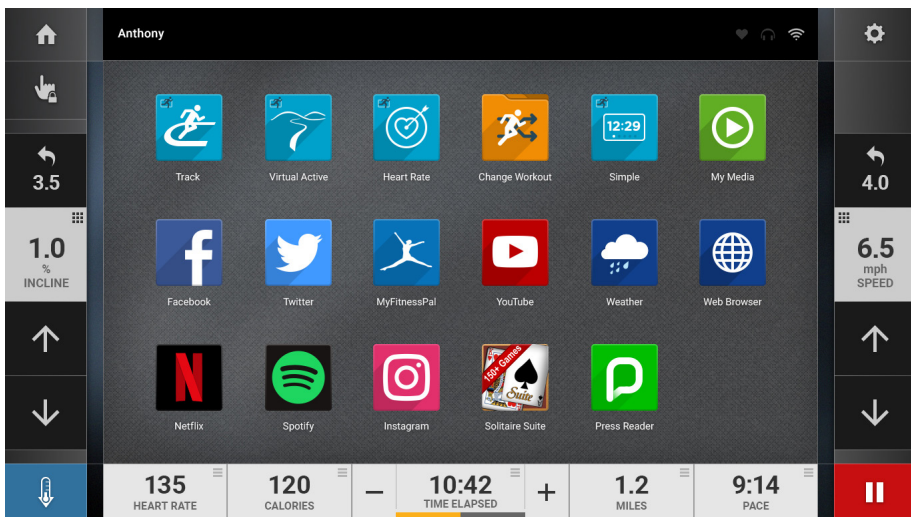 Anthony
3.5
1.0
%
INCLINE
4.0
6.5
mph
SPEED
12:29
Track
Virtual Active
Heart Rate
Change Workout
Simple
My Media
f
Facebook
Twitter
MyFitnessPal
YouTube
Weather
Web Browser
N
150+ Games
Suite
Netflix
Spotify
Instagram
Solitaire Suite
Press Reader
135
HEART RATE
120
CALORIES
−
10:42
TIME ELAPSED
+
1.2
MILES
9:14
PACE